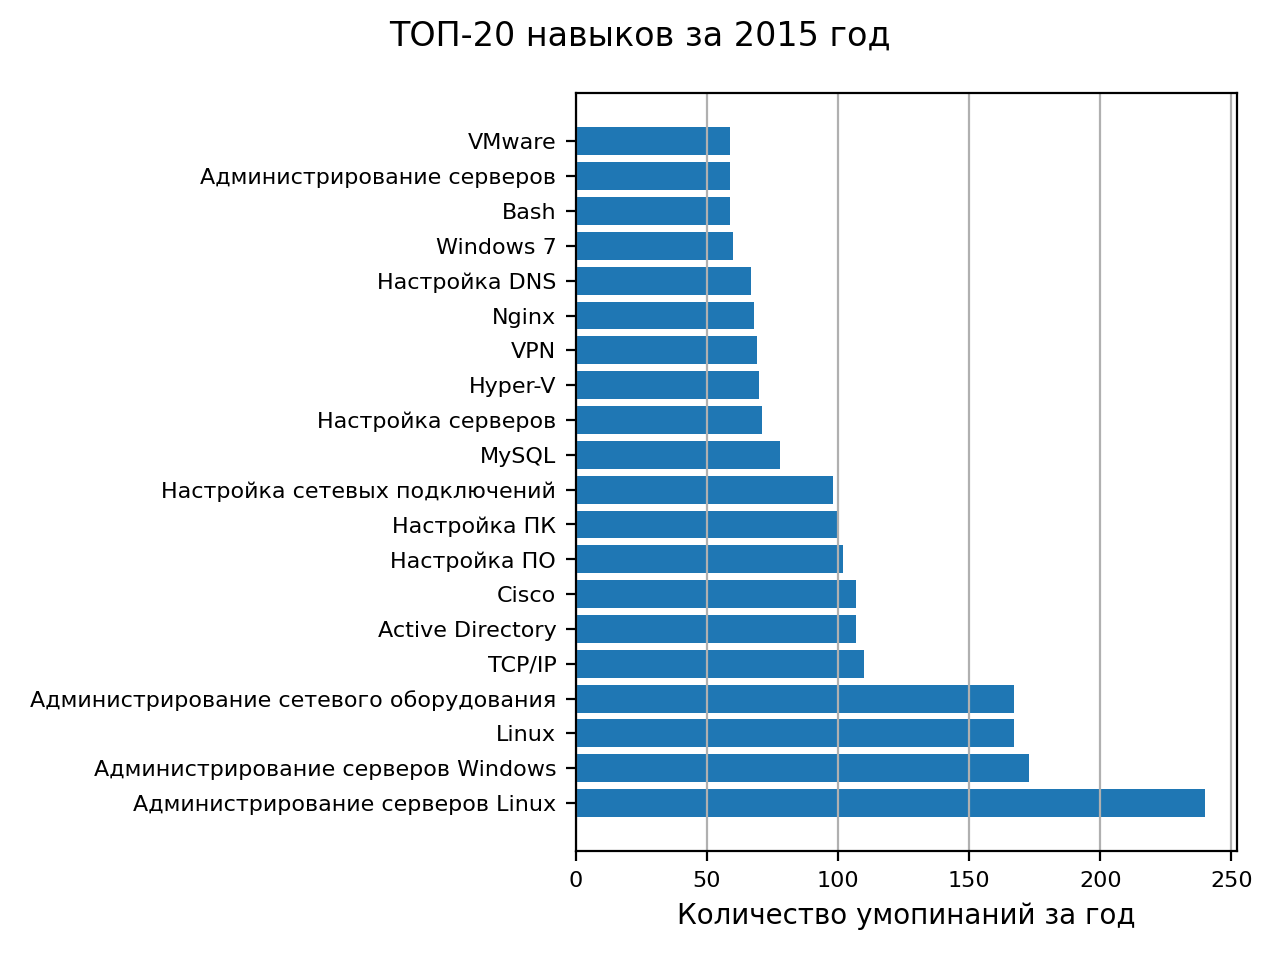 ТОП-20 навыков за 2015 год
VMware
Администрирование серверов
Bash
Windows 7
Настройка DNS
Nginx
VPN
Hyper-V
Настройка серверов
MySQL
Настройка сетевых подключений
Настройка ПК
Настройка ПО
Cisco
Active Directory
TCP/IP
Администрирование сетевого оборудования
Linux
Администрирование серверов Windows
Администрирование серверов Linux
0 50 100 150 200 250
Количество умопинаний за год